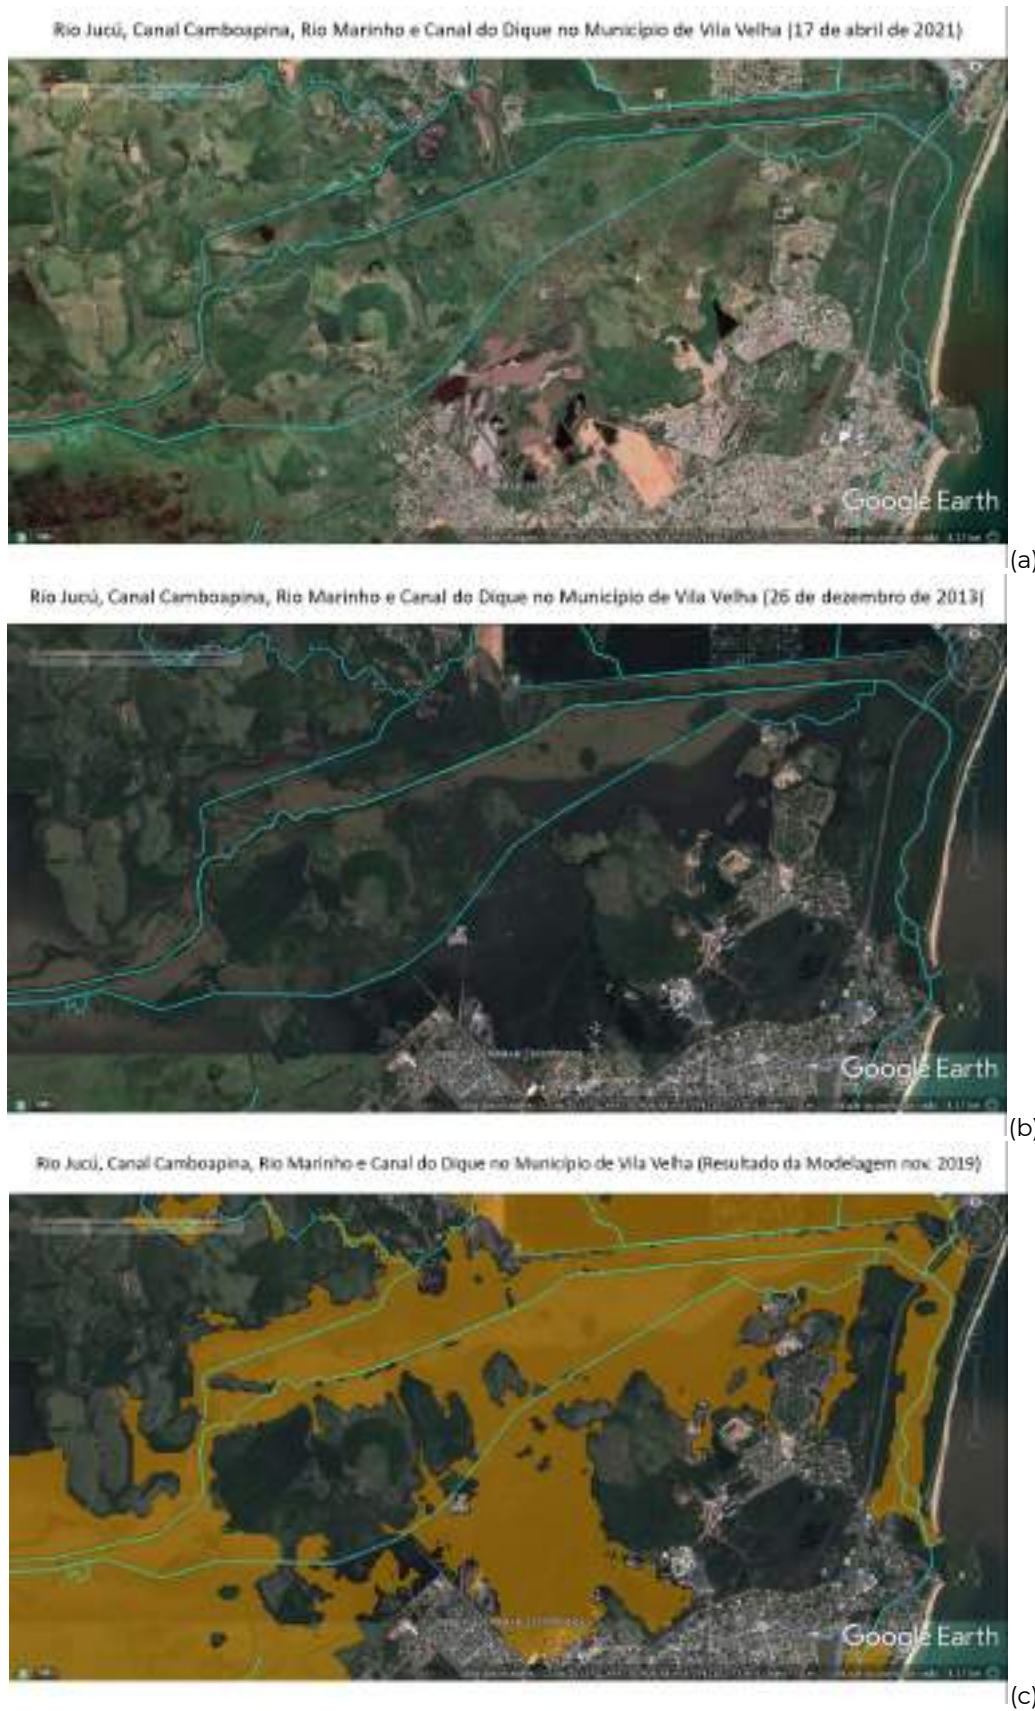 Rio Jucú, Canal Camboapina, Rio Marinho e Canal do Dique no Município de Vila Velha (17 de abril de 2021)
Google Earth
(a)
Rio Jucú, Canal Camboapina, Rio Marinho e Canal do Dique no Município de Vila Velha (26 de dezembro de 2013(
Google Earth
(b)
Rio Jucú, Canal Camboapina, Rio Marinho e Canal do Dique no Município de Vila Velha (Resultado da Modelagem nov. 2019)
Google Earth
(c)